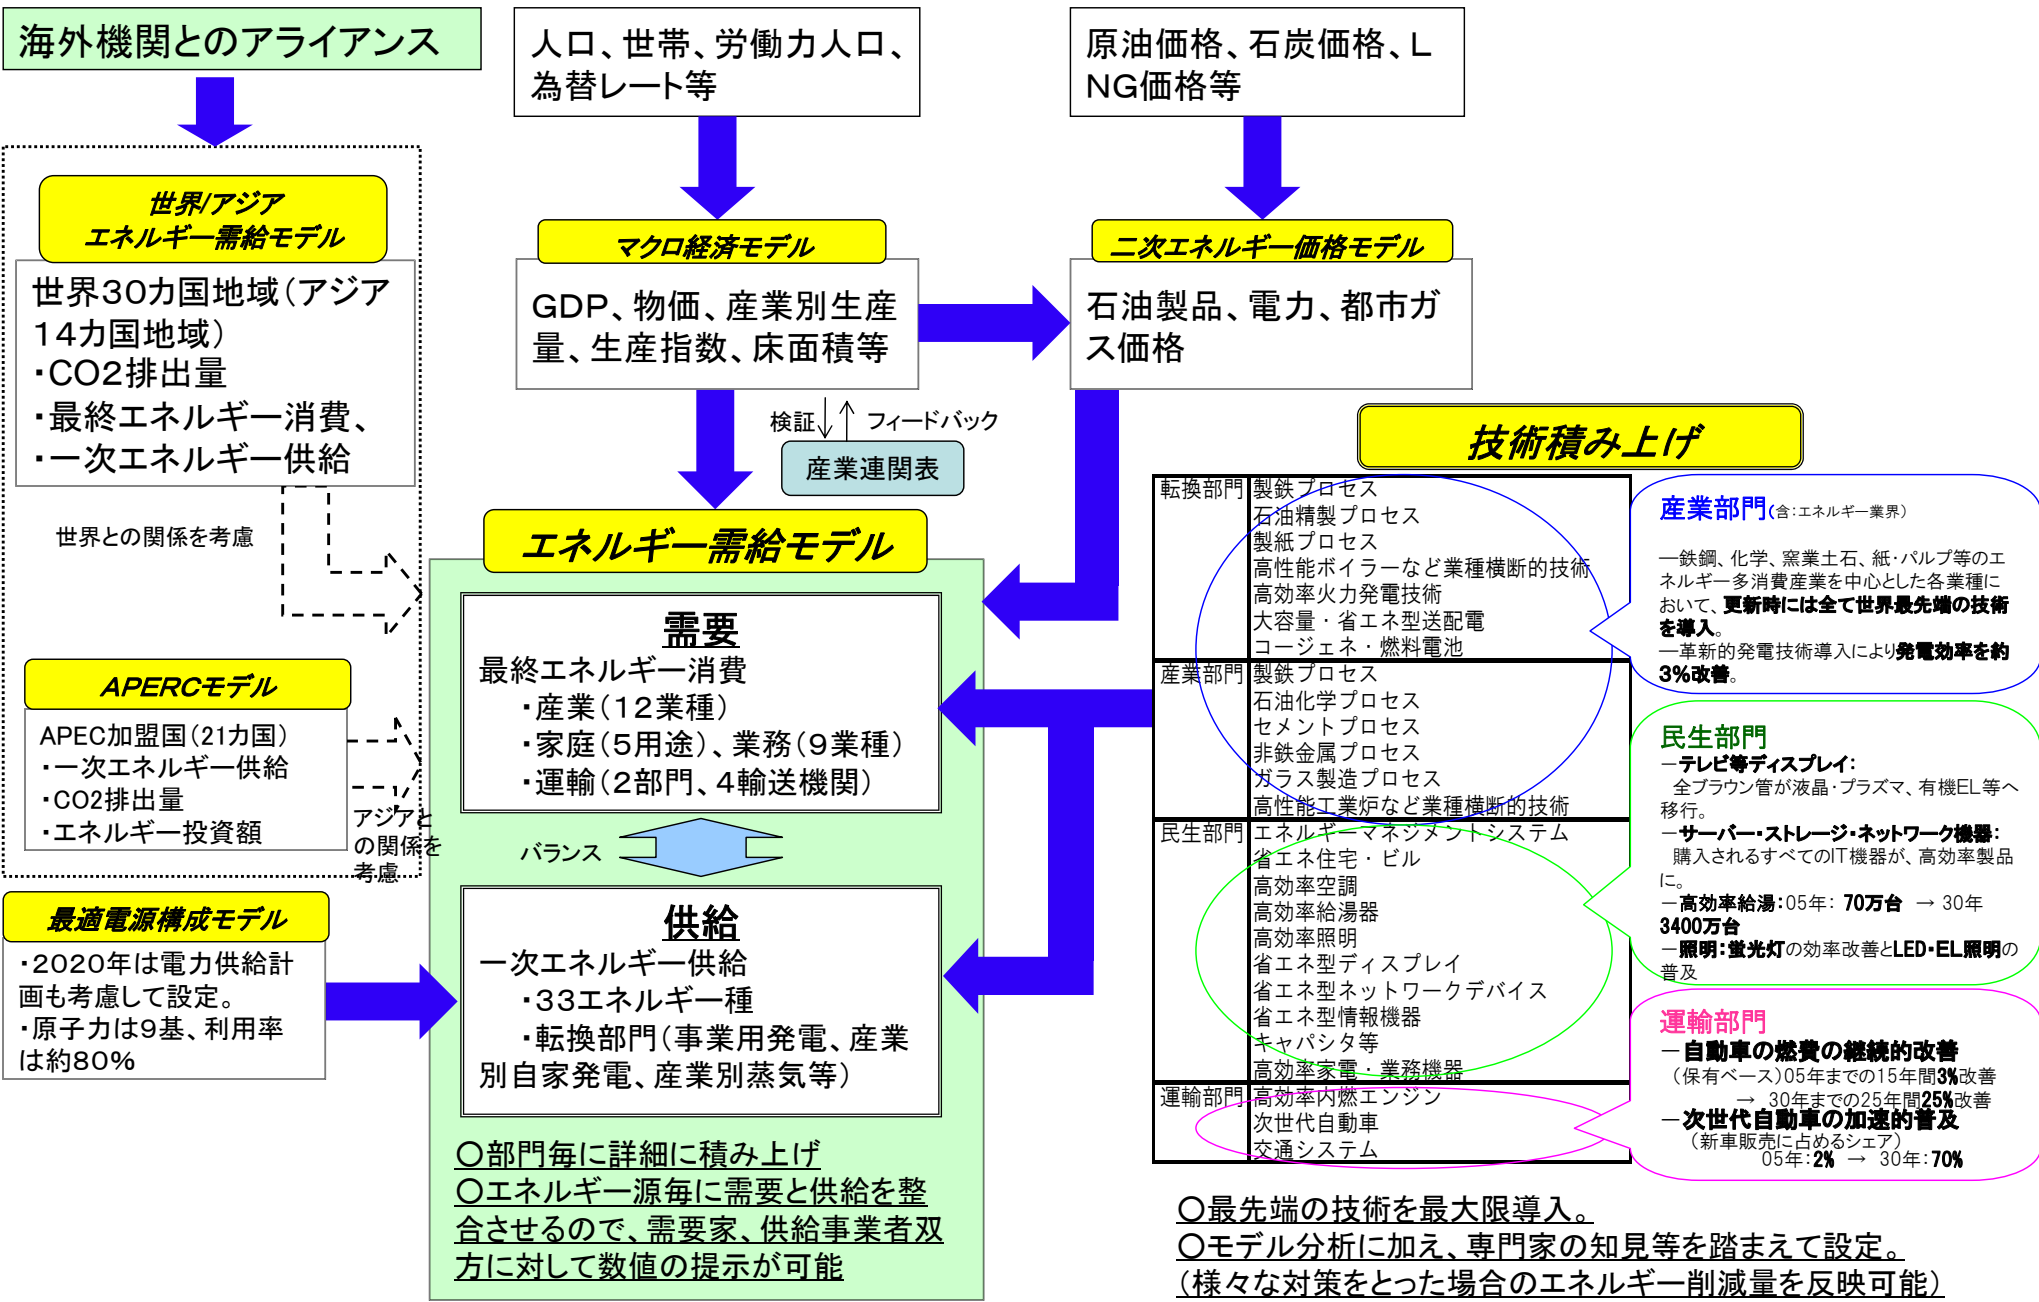 海外機関とのアライアンス
人口、世帯、労働力人口、
為替レート等
原油価格、石炭価格、L
NG価格等
世界/アジア
エネルギー需給モデル
世界30カ国地域(アジア
14カ国地域)
・CO2排出量
・最終エネルギー消費、
・一次エネルギー供給
世界との関係を考慮
APERCモデル
APEC加盟国(21カ国)
・一次エネルギー供給
・CO2排出量
・エネルギー投資額
アジアと
の関係を
考慮
最適電源構成モデル
・2020年は電力供給計
画も考慮して設定。
・原子力は9基、利用率
は約80%
マクロ経済モデル
GDP、物価、産業別生産
量、生産指数、床面積等
検証
フィードバック
産業連関表
二次エネルギー価格モデル
石油製品、電力、都市ガ
ス価格
エネルギー需給モデル
需要
最終エネルギー消費
・産業(12業種)
・家庭(5用途)、業務(9業種)
・運輸(2部門、4輸送機関)
バランス
供給
一次エネルギー供給
・33エネルギー種
・転換部門(事業用発電、産業
別自家発電、産業別蒸気等)
○部門毎に詳細に積み上げ
○エネルギー源毎に需要と供給を整
合させるので、需要家、供給事業者双
方に対して数値の提示が可能
技術積み上げ
転換部門 製鉄プロセス
石油精製プロセス
製紙プロセス
高性能ボイラーなど業種横断的技術
高効率火力発電技術
大容量・省エネ型送配電
コージェネ・燃料電池
産業部門 製鉄プロセス
石油化学プロセス
セメントプロセス
非鉄金属プロセス
ガラス製造プロセス
高性能工業炉など業種横断的技術
民生部門 エネルギーマネジメントシステム
省エネ住宅・ビル
高効率空調
高効率給湯器
高効率照明
省エネ型ディスプレイ
省エネ型ネットワークデバイス
省エネ型情報機器
キャパシタ等
高効率家電・業務機器
運輸部門 高効率内燃エンジン
次世代自動車
交通システム
産業部門(含:エネルギー業界)
―鉄鋼、化学、窯業土石、紙・パルプ等のエ
ネルギー多消費産業を中心とした各業種に
おいて、更新時には全て世界最先端の技術
を導入。
―革新的発電技術導入により発電効率を約
3%改善。
民生部門
―テレビ等ディスプレイ:
全ブラウン管が液晶・プラズマ、有機EL等へ
移行。
―サーバー・ストレージ・ネットワーク機器:
購入されるすべてのIT機器が、高効率製品
に。
―高効率給湯:05年: 70万台 → 30年
3400万台
―照明:蛍光灯の効率改善とLED・EL照明の
普及
運輸部門
―自動車の燃費の継続的改善
(保有ベース)05年までの15年間3%改善
→ 30年までの25年間25%改善
―次世代自動車の加速的普及
(新車販売に占めるシェア)
05年:2% → 30年:70%
○最先端の技術を最大限導入。
○モデル分析に加え、専門家の知見等を踏まえて設定。
(様々な対策をとった場合のエネルギー削減量を反映可能)